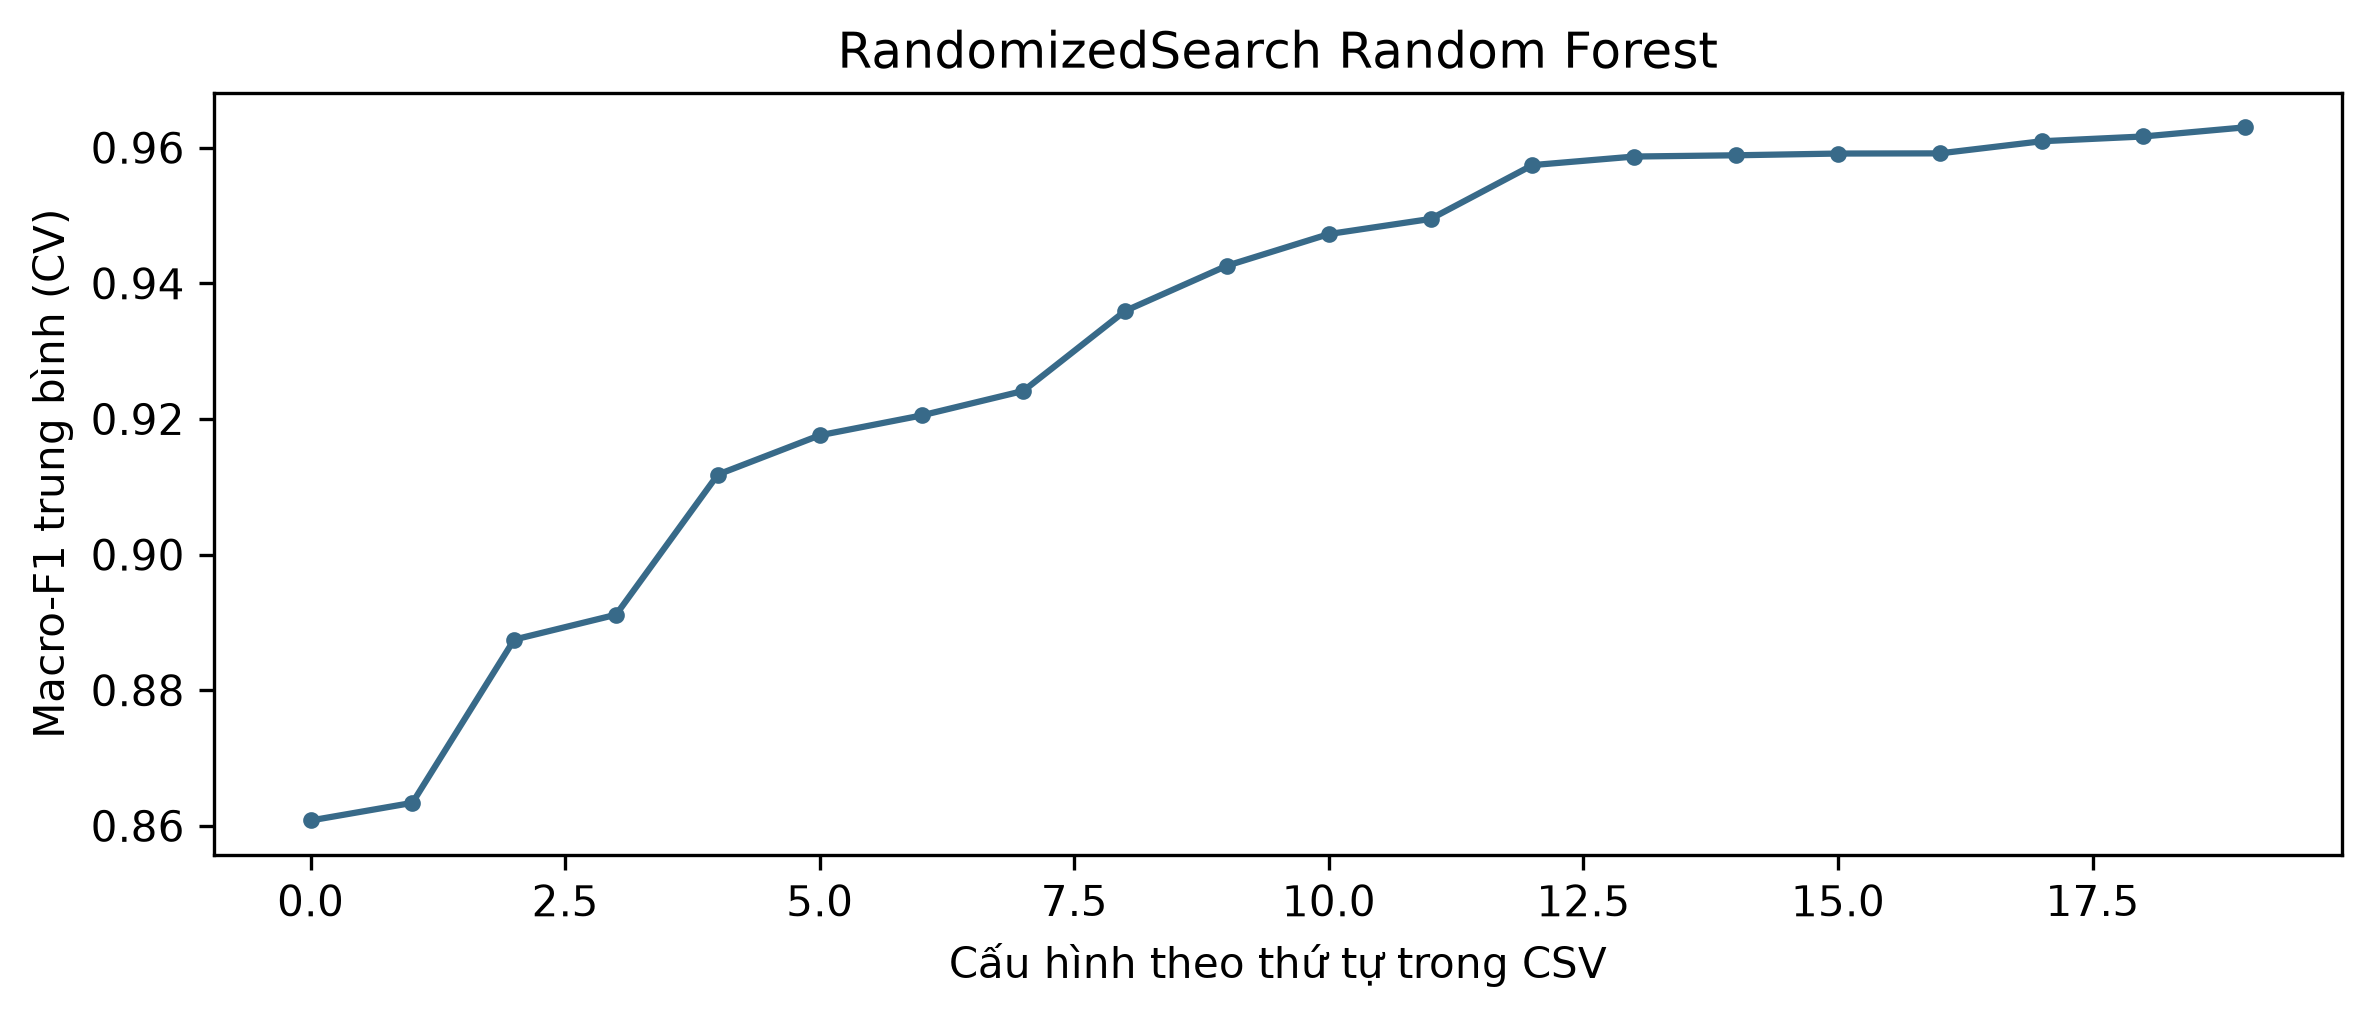 RandomizedSearch Random Forest
Macro-F1 trung bình (CV)
0.96
0.94
0.92
0.90
0.88
0.86
0.0 2.5 5.0 7.5 10.0 12.5 15.0 17.5
Cấu hình theo thứ tự trong CSV